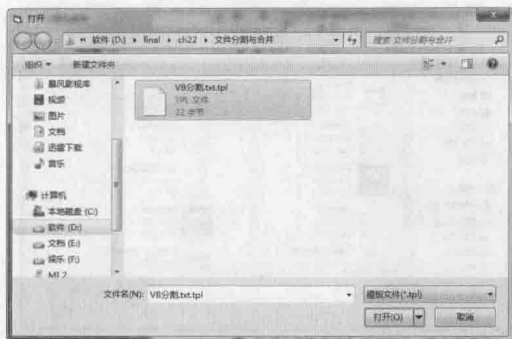 打开
« 软件 (D:) ▸ final ▸ ch22 ▸ 文件分割与合并
搜索 文件分割与合并
组织 ▾ 新建文件夹
暴风影视库
视频
图片
文档
迅雷下载
音乐
计算机
本地磁盘 (C:)
软件 (D:)
文档 (E:)
娱乐 (F:)
VB分割.txt.tpl
TPL 文件
22 字节
文件名(N): VB分割.txt.tpl
模板文件(*.tpl)
打开(O)
取消